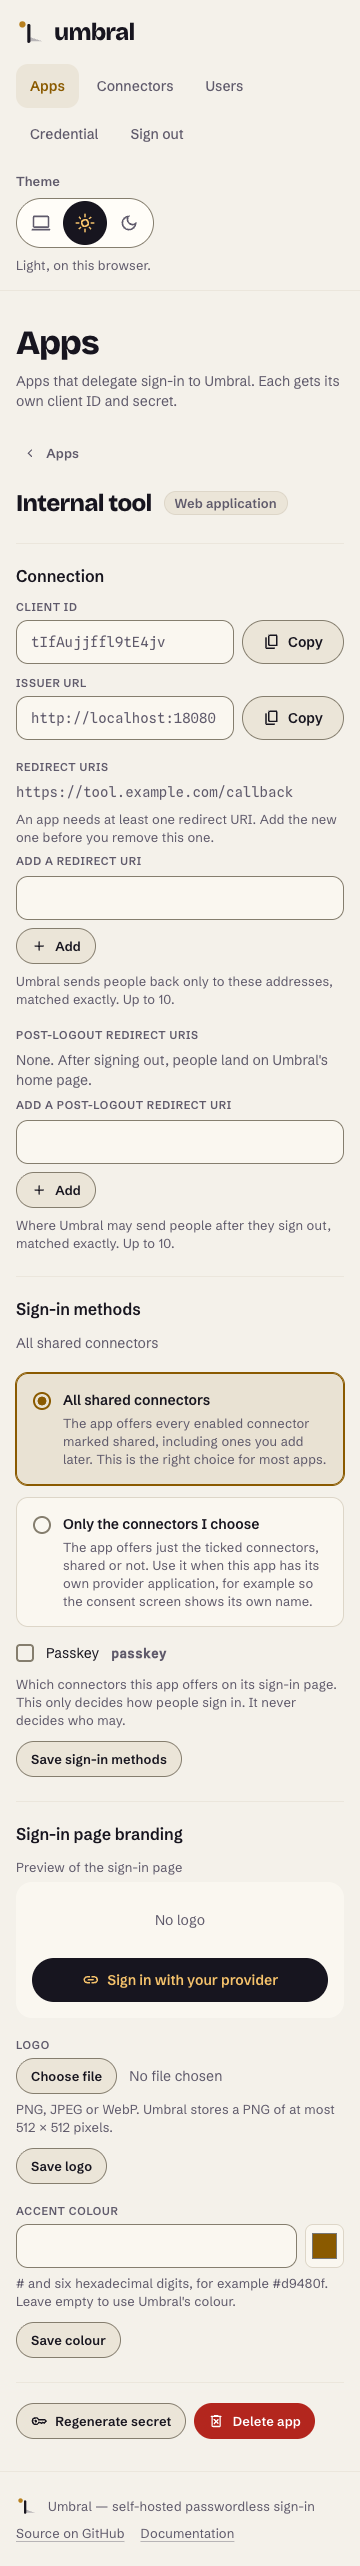 umbral
Apps Connectors Users
Credential Sign out
Theme
Light, on this browser.
Apps
Apps that delegate sign-in to Umbral. Each gets its
own client ID and secret.
Apps
Internal tool Web application
Connection
CLIENT ID
tIfAujjffl9tE4jv Copy
ISSUER URL
http://localhost:18080 Copy
REDIRECT URIS
https://tool.example.com/callback
An app needs at least one redirect URI. Add the new
one before you remove this one.
ADD A REDIRECT URI
Add
Umbral sends people back only to these addresses,
matched exactly. Up to 10.
POST-LOGOUT REDIRECT URIS
None. After signing out, people land on Umbral's
home page.
ADD A POST-LOGOUT REDIRECT URI
Add
Where Umbral may send people after they sign out,
matched exactly. Up to 10.
Sign-in methods
All shared connectors
All shared connectors
The app offers every enabled connector
marked shared, including ones you add
later. This is the right choice for most apps.
Only the connectors I choose
The app offers just the ticked connectors,
shared or not. Use it when this app has its
own provider application, for example so
the consent screen shows its own name.
Passkey passkey
Which connectors this app offers on its sign-in page.
This only decides how people sign in. It never
decides who may.
Save sign-in methods
Sign-in page branding
Preview of the sign-in page
No logo
Sign in with your provider
LOGO
Choose file No file chosen
PNG, JPEG or WebP. Umbral stores a PNG of at most
512 × 512 pixels.
Save logo
ACCENT COLOUR
# and six hexadecimal digits, for example #d9480f.
Leave empty to use Umbral's colour.
Save colour
Regenerate secret Delete app
Umbral — self-hosted passwordless sign-in
Source on GitHub Documentation